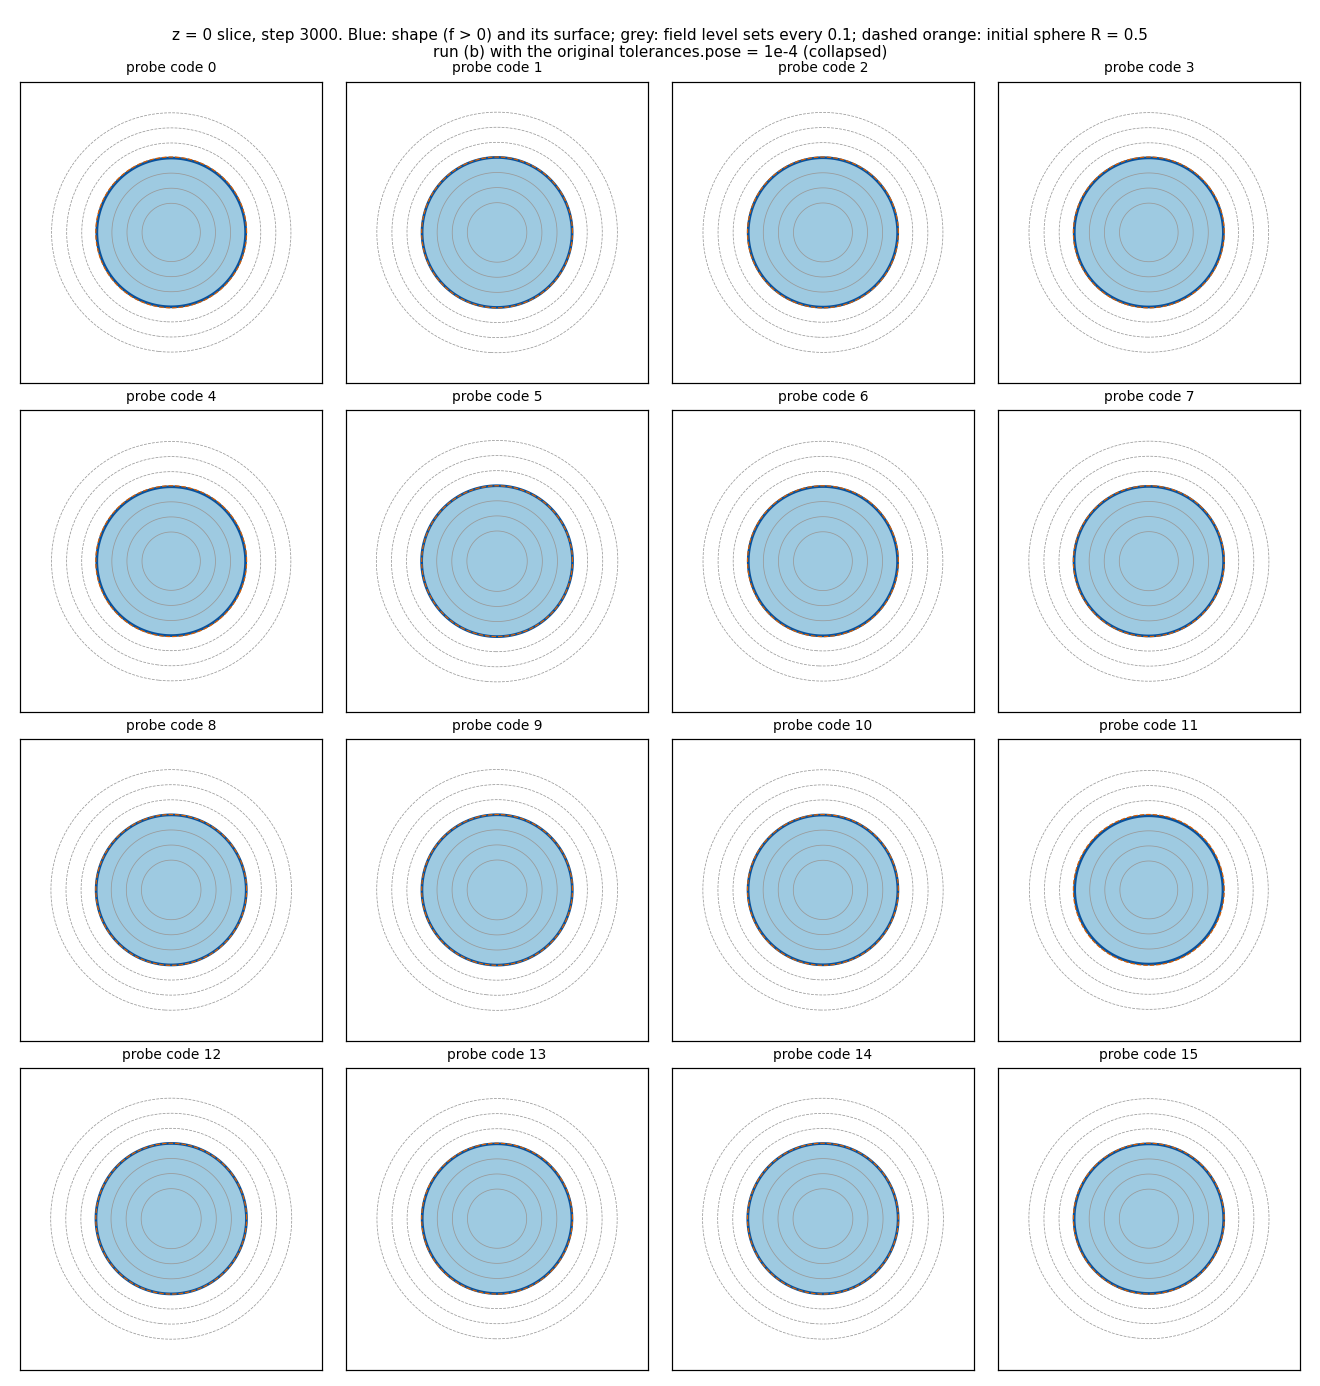 z = 0 slice, step 3000. Blue: shape (f > 0) and its surface; grey: field level sets every 0.1; dashed orange: initial sphere R = 0.5
run (b) with the original tolerances.pose = 1e-4 (collapsed)
probe code 0
probe code 1
probe code 2
probe code 3
probe code 4
probe code 5
probe code 6
probe code 7
probe code 8
probe code 9
probe code 10
probe code 11
probe code 12
probe code 13
probe code 14
probe code 15